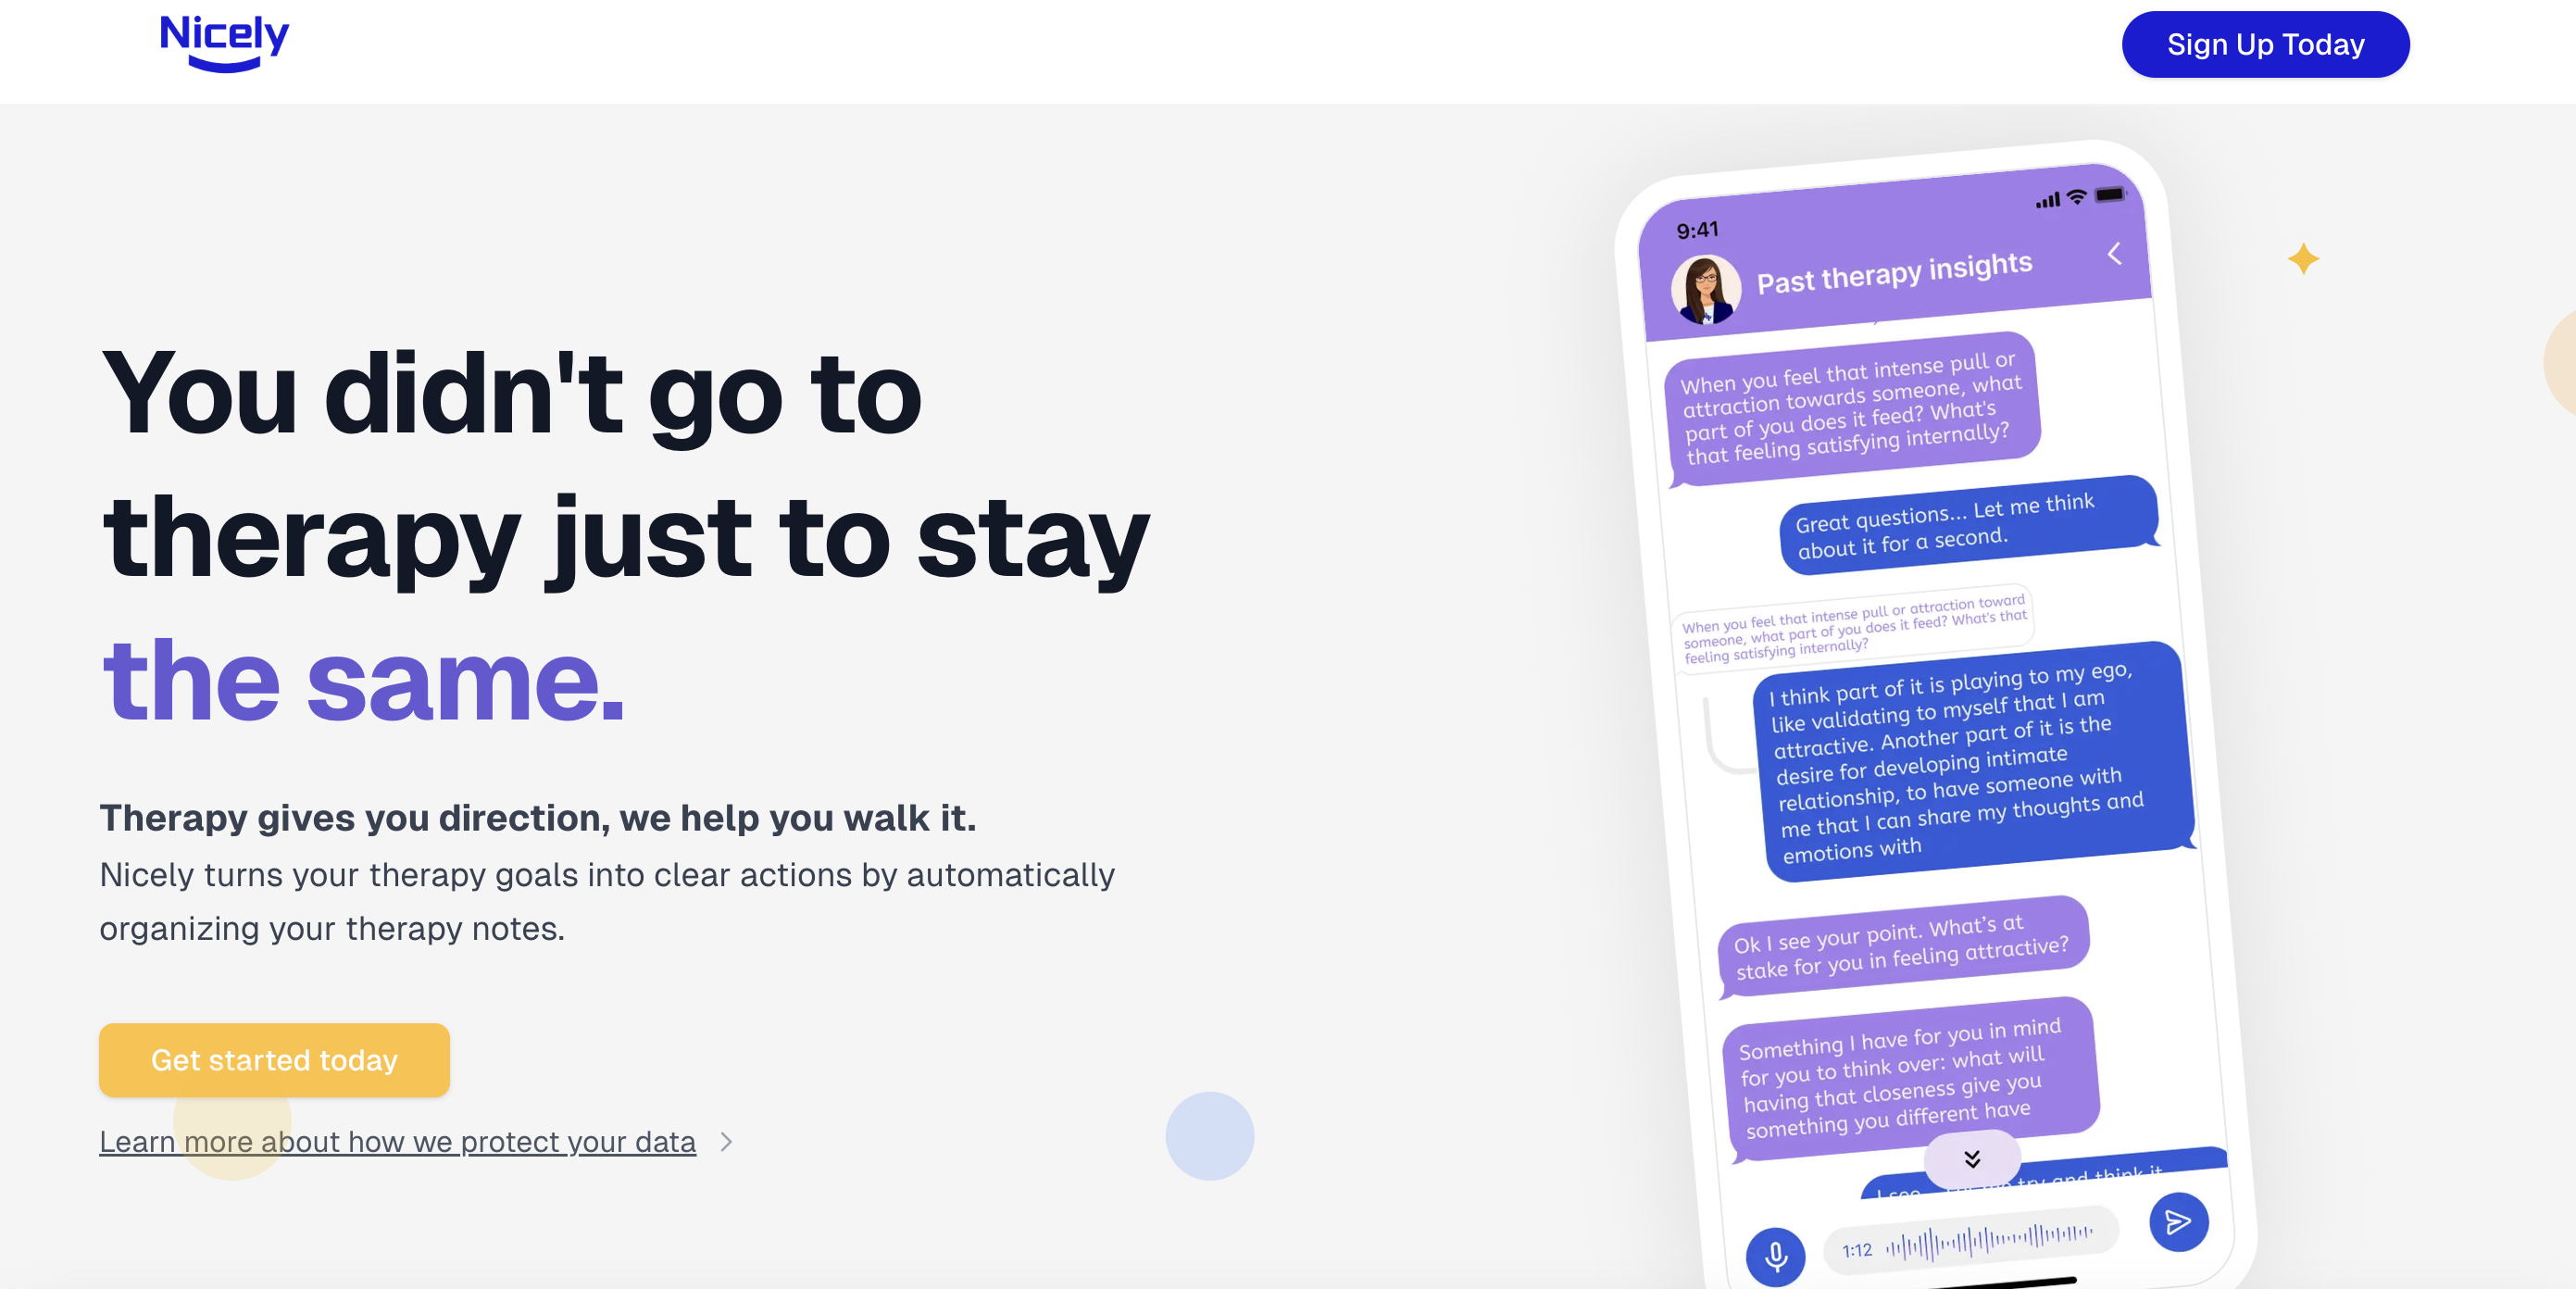 Nicely
Sign Up Today
You didn't go to
therapy just to stay
the same.
Therapy gives you direction, we help you walk it.
Nicely turns your therapy goals into clear actions by automatically
organizing your therapy notes.
Get started today
Learn more about how we protect your data
9:41
Past therapy insights
When you feel that intense pull or
attraction towards someone, what
part of you does it feed? What's
that feeling satisfying internally?
Great questions... Let me think
about it for a second.
When you feel that intense pull or attraction toward
someone, what part of you does it feed? What's that
feeling satisfying internally?
I think part of it is playing to my ego,
like validating to myself that I am
attractive. Another part of it is the
desire for developing intimate
relationship, to have someone with
me that I can share my thoughts and
emotions with
Ok I see your point. What's at
stake for you in feeling attractive?
Something I have for you in mind
for you to think over: what will
having that closeness give you
something you different have
I see try and think it
1:12